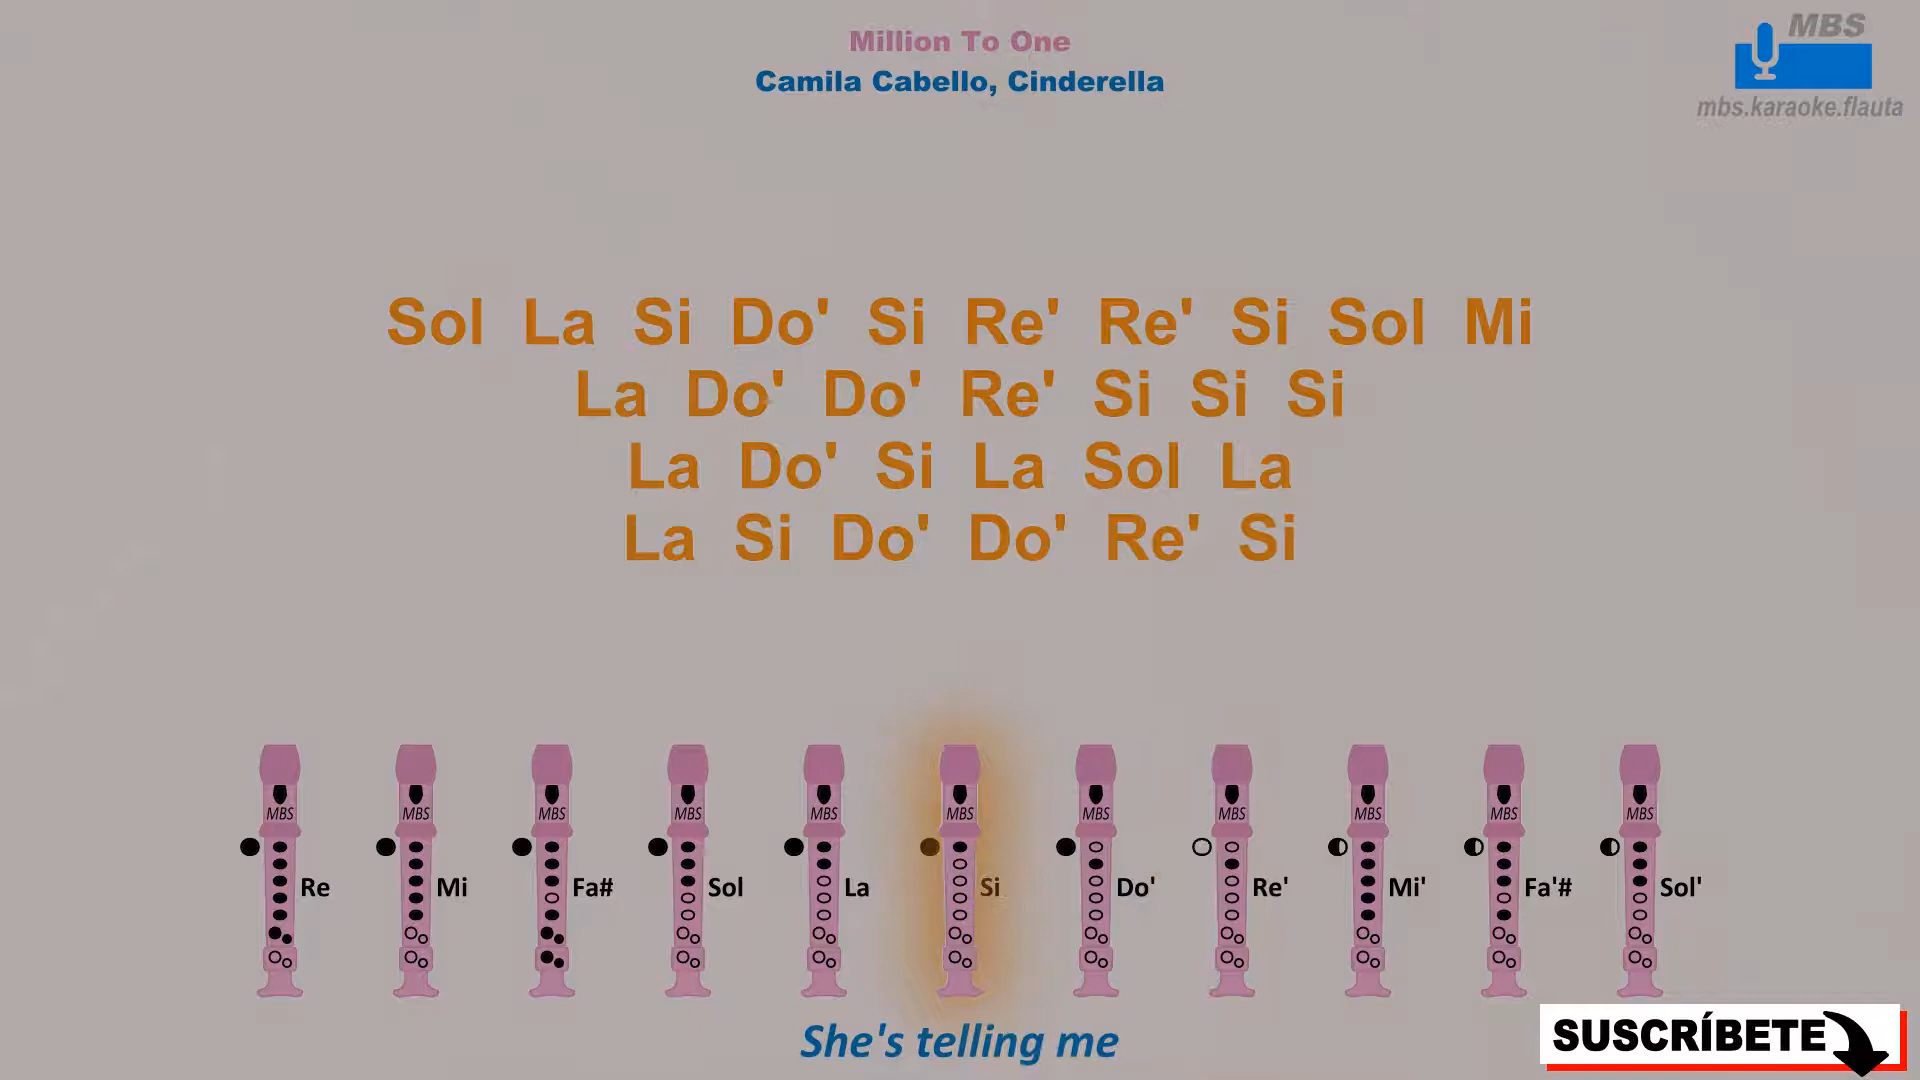 Million To One
Camila Cabello, Cinderella
MBS
mbs.karaoke.flauta
Sol La Si Do' Si Re' Re' Si Sol Mi
La Do' Do' Re' Si Si Si
La Do' Si La Sol La
La Si Do' Do' Re' Si
MBS MBS MBS MBS MBS MBS MBS MBS MBS MBS MBS
Re Mi Fa# Sol La Si Do' Re' Mi' Fa'# Sol'
She's telling me
SUSCRÍBETE